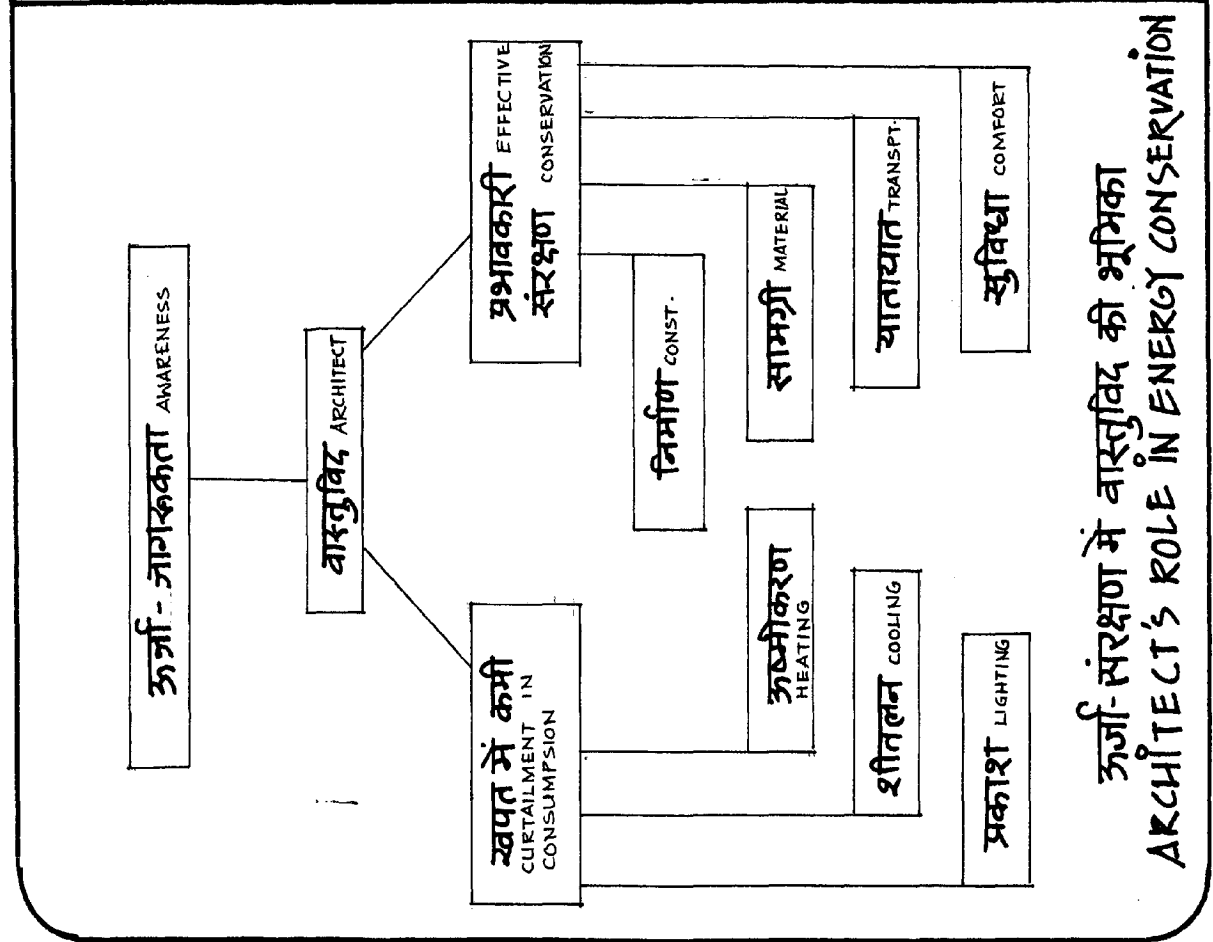 ऊर्जा-जागरूकता AWARENESS
वास्तुविद ARCHITECT
खपत में कमी
CURTAILMENT IN
CONSUMPSION
प्रभावकारी EFFECTIVE
संरक्षण CONSERVATION
निर्माण CONST.
ऊष्मीकरण
HEATING
सामग्री MATERIAL
शीतलन COOLING
यातायात TRANSPT.
प्रकाश LIGHTING
सुविधा COMFORT
ऊर्जा-संरक्षण में वास्तुविद की भूमिका
ARCHITECT'S ROLE IN ENERGY CONSERVATION